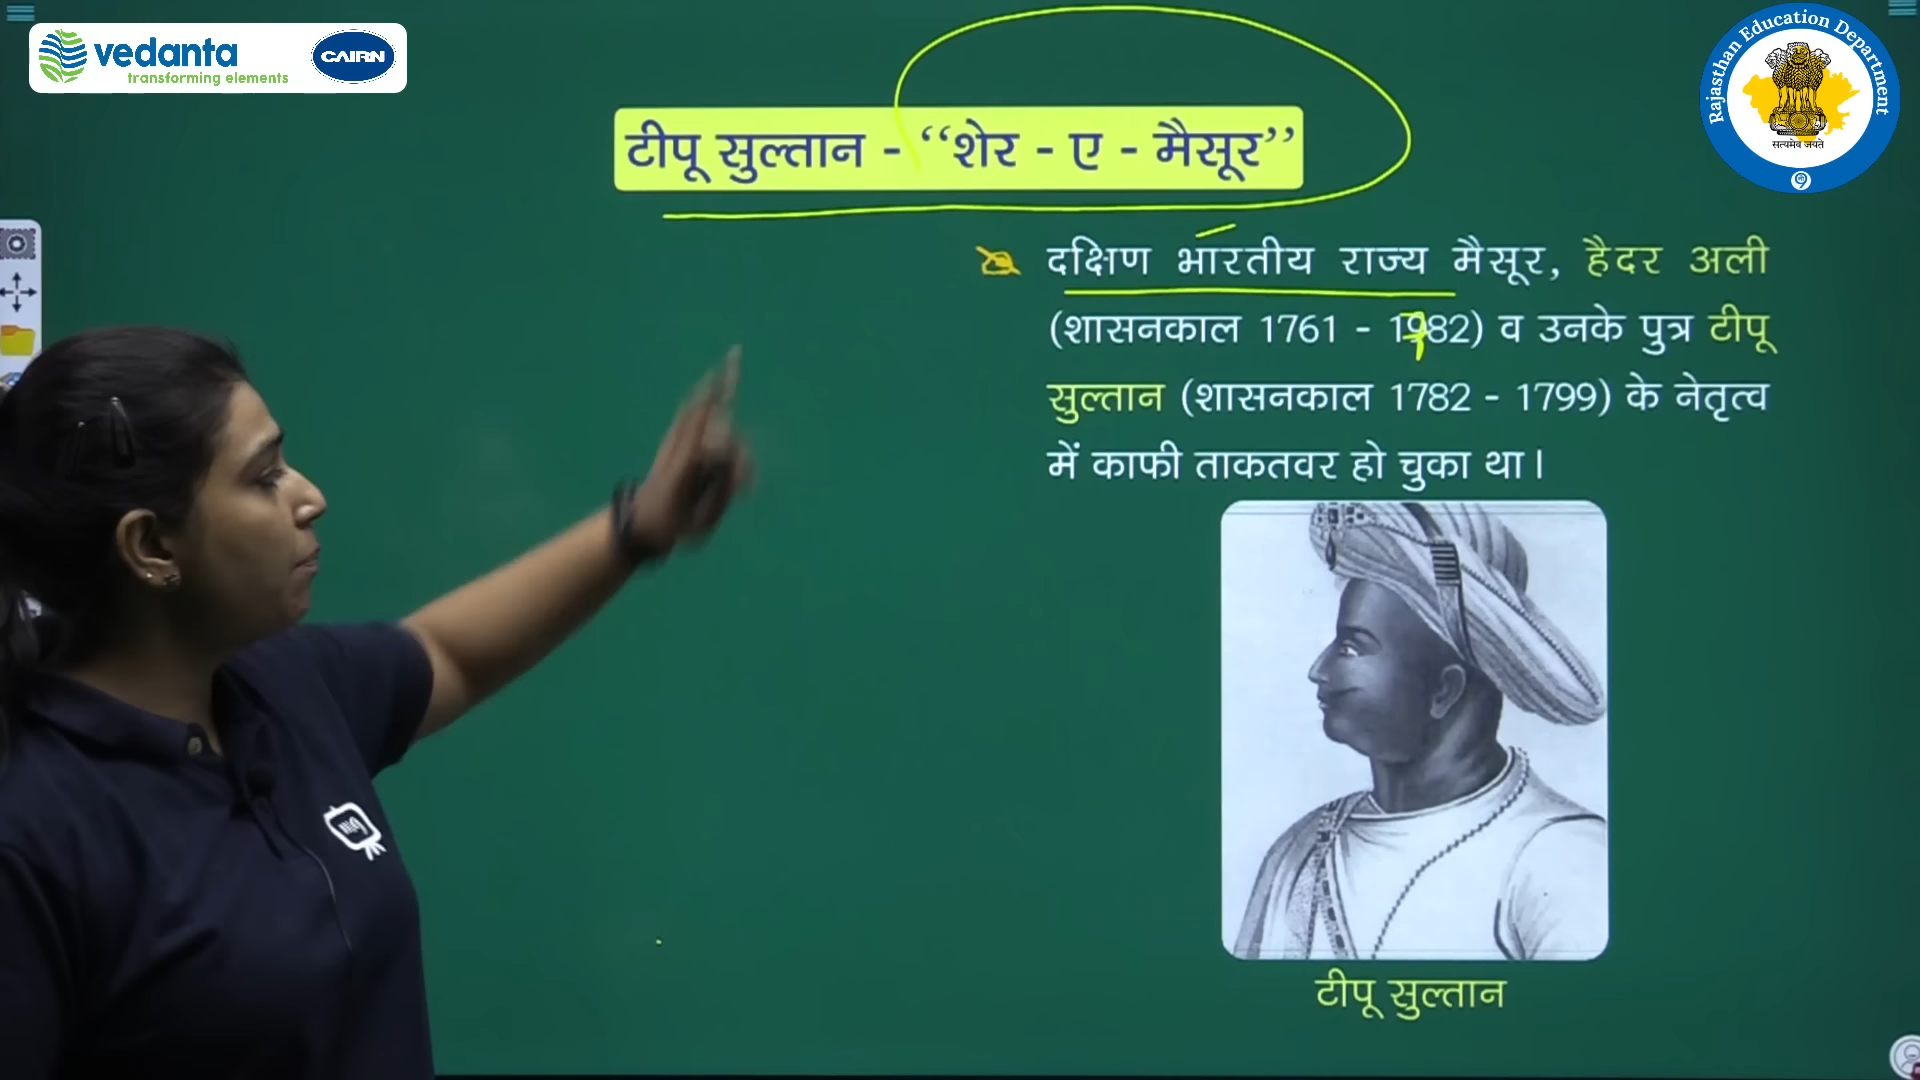 vedanta
transforming elements
CAIRN
Rajasthan Education Department
सत्यमेव जयते
टीपू सुल्तान - ‘‘शेर - ए - मैसूर’’
दक्षिण भारतीय राज्य मैसूर, हैदर अली
(शासनकाल 1761 - 1782) व उनके पुत्र टीपू
सुल्तान (शासनकाल 1782 - 1799) के नेतृत्व
में काफी ताकतवर हो चुका था।
टीपू सुल्तान